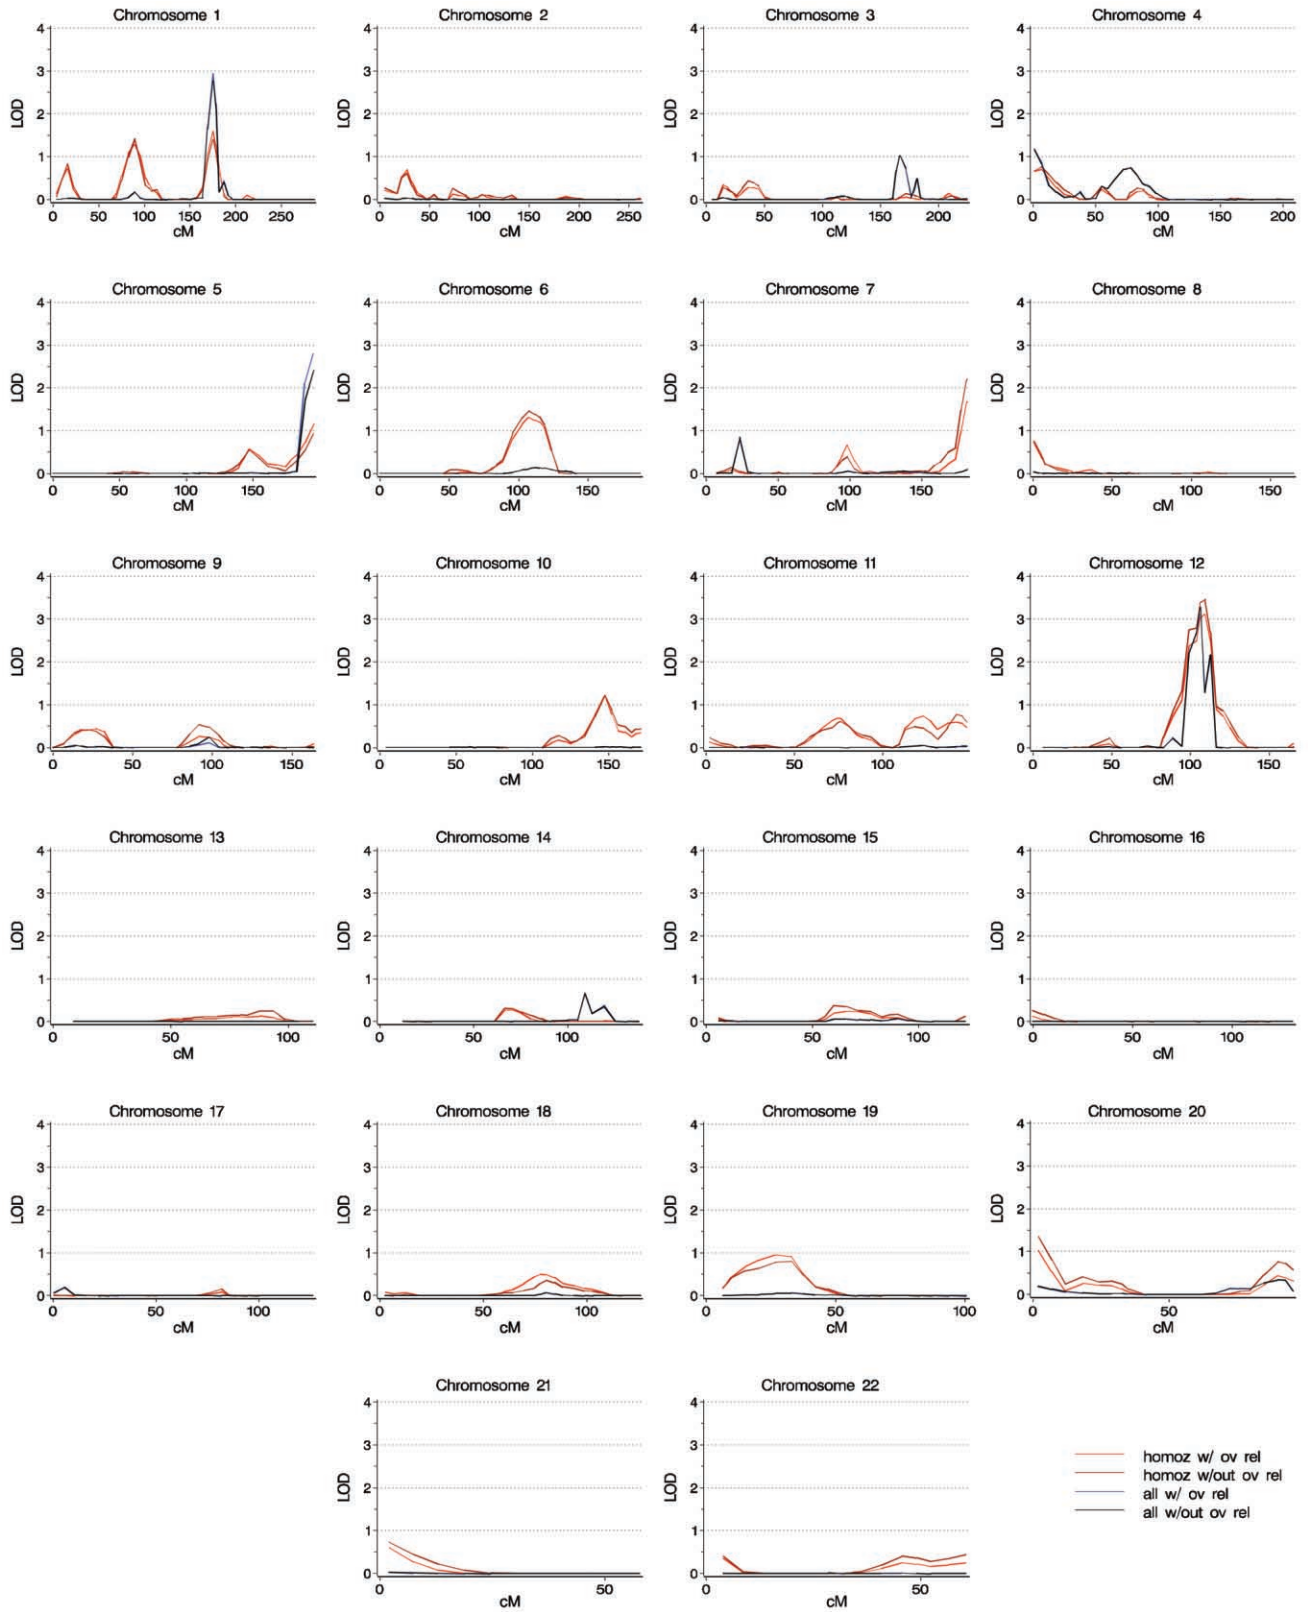 Chromosome 1
4
3
2
1
0
LOD
0 50 100 150 200 250
cM
Chromosome 2
4
3
2
1
0
LOD
0 50 100 150 200 250
cM
Chromosome 3
4
3
2
1
0
LOD
0 50 100 150 200
cM
Chromosome 4
4
3
2
1
0
LOD
0 50 100 150 200
cM
Chromosome 5
4
3
2
1
0
LOD
0 50 100 150
cM
Chromosome 6
4
3
2
1
0
LOD
0 50 100 150
cM
Chromosome 7
4
3
2
1
0
LOD
0 50 100 150
cM
Chromosome 8
4
3
2
1
0
LOD
0 50 100 150
cM
Chromosome 9
4
3
2
1
0
LOD
0 50 100 150
cM
Chromosome 10
4
3
2
1
0
LOD
0 50 100 150
cM
Chromosome 11
4
3
2
1
0
LOD
0 50 100
cM
Chromosome 12
4
3
2
1
0
LOD
0 50 100 150
cM
Chromosome 13
4
3
2
1
0
LOD
0 50 100
cM
Chromosome 14
4
3
2
1
0
LOD
0 50 100
cM
Chromosome 15
4
3
2
1
0
LOD
0 50 100
cM
Chromosome 16
4
3
2
1
0
LOD
0 50 100
cM
Chromosome 17
4
3
2
1
0
LOD
0 50 100
cM
Chromosome 18
4
3
2
1
0
LOD
0 50 100
cM
Chromosome 19
4
3
2
1
0
LOD
0 50 100
cM
Chromosome 20
4
3
2
1
0
LOD
0 50
cM
Chromosome 21
4
3
2
1
0
LOD
0 50
cM
Chromosome 22
4
3
2
1
0
LOD
0 50
cM
homoz w/ ov rel
homoz w/out ov rel
all w/ ov rel
all w/out ov rel